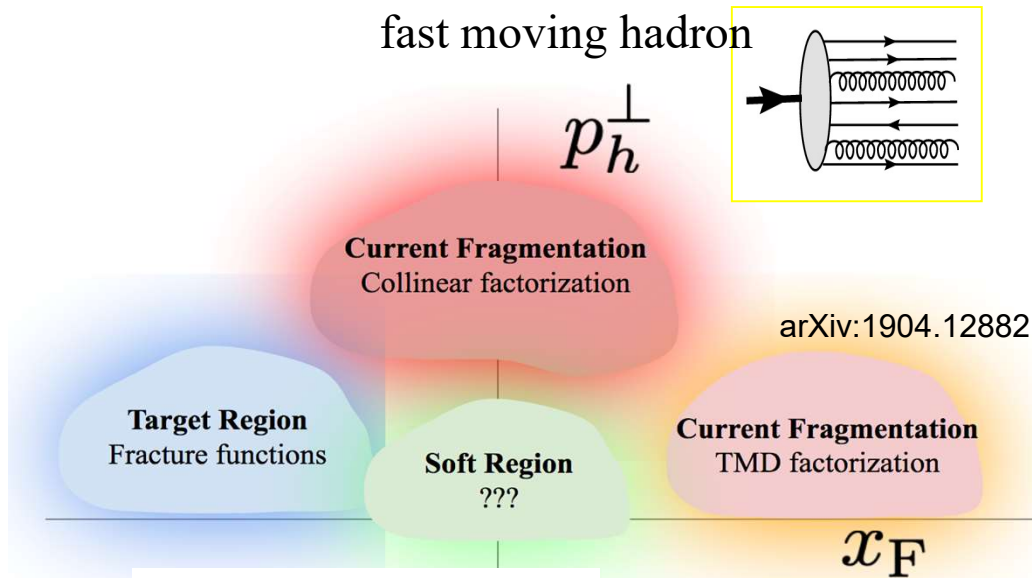 fast moving hadron
p_h^⊥
Current Fragmentation
Collinear factorization
arXiv:1904.12882
Target Region
Fracture functions
Current Fragmentation
TMD factorization
Soft Region
???
x_F